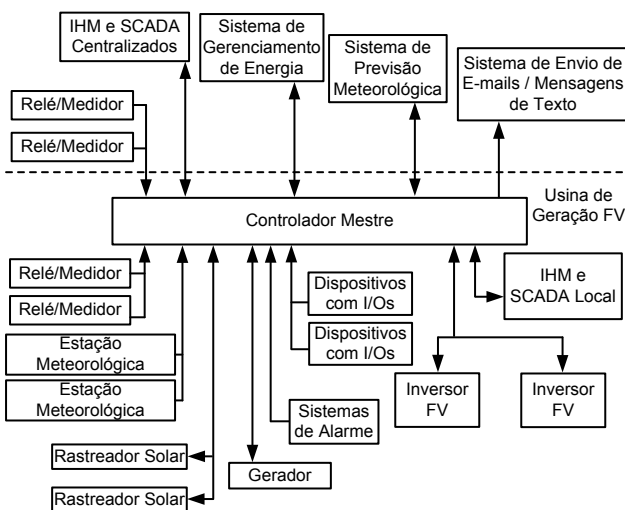 IHM e SCADA
Centralizados
Sistema de
Gerenciamento
de Energia
Sistema de
Previsão
Meteorológica
Sistema de Envio de
E-mails / Mensagens
de Texto
Relé/Medidor
Relé/Medidor
Usina de
Geração FV
Controlador Mestre
Relé/Medidor
Relé/Medidor
Estação
Meteorológica
Estação
Meteorológica
Dispositivos
com I/Os
Dispositivos
com I/Os
IHM e
SCADA Local
Inversor
FV
Inversor
FV
Sistemas
de Alarme
Rastreador Solar
Gerador
Rastreador Solar